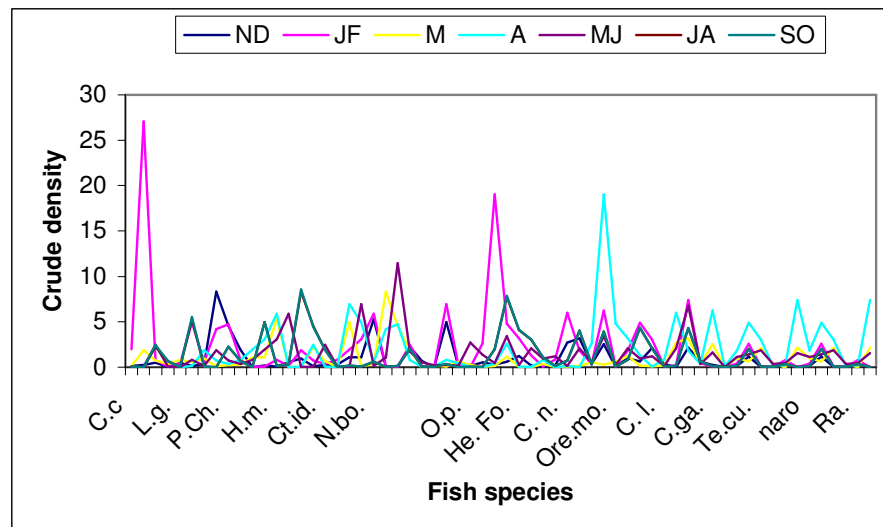 ND JF M A MJ JA SO
Crude density
30
25
20
15
10
5
0
C.c L.g. P.Ch. H.m. Ct.id. N.bo. O.p. He. Fo. C. n. Ore.mo. C. l. C.ga. Te.cu. naro Ra.
Fish species